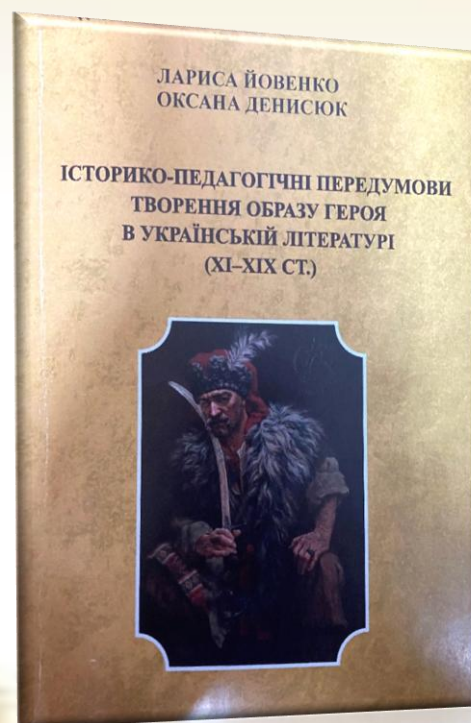 ЛАРИСА ЙОВЕНКО
ОКСАНА ДЕНИСЮК
ІСТОРИКО-ПЕДАГОГІЧНІ ПЕРЕДУМОВИ
ТВОРЕННЯ ОБРАЗУ ГЕРОЯ
В УКРАЇНСЬКІЙ ЛІТЕРАТУРІ
(XI–XIX СТ.)